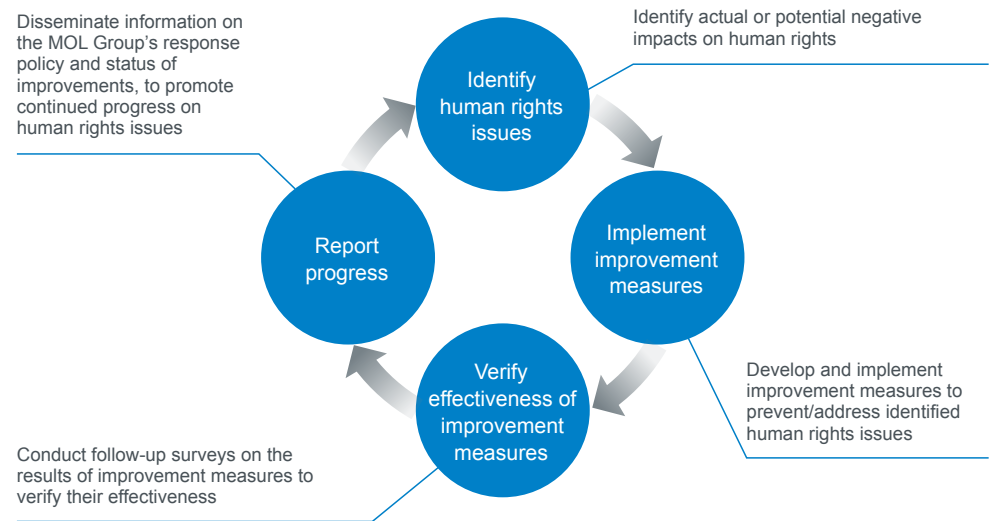 Disseminate information on
the MOL Group's response
policy and status of
improvements, to promote
continued progress on
human rights issues
Identify actual or potential negative
impacts on human rights
Identify
human rights
issues
Implement
improvement
measures
Report
progress
Verify
effectiveness of
improvement
measures
Develop and implement
improvement measures to
prevent/address identified
human rights issues
Conduct follow-up surveys on the
results of improvement measures to
verify their effectiveness